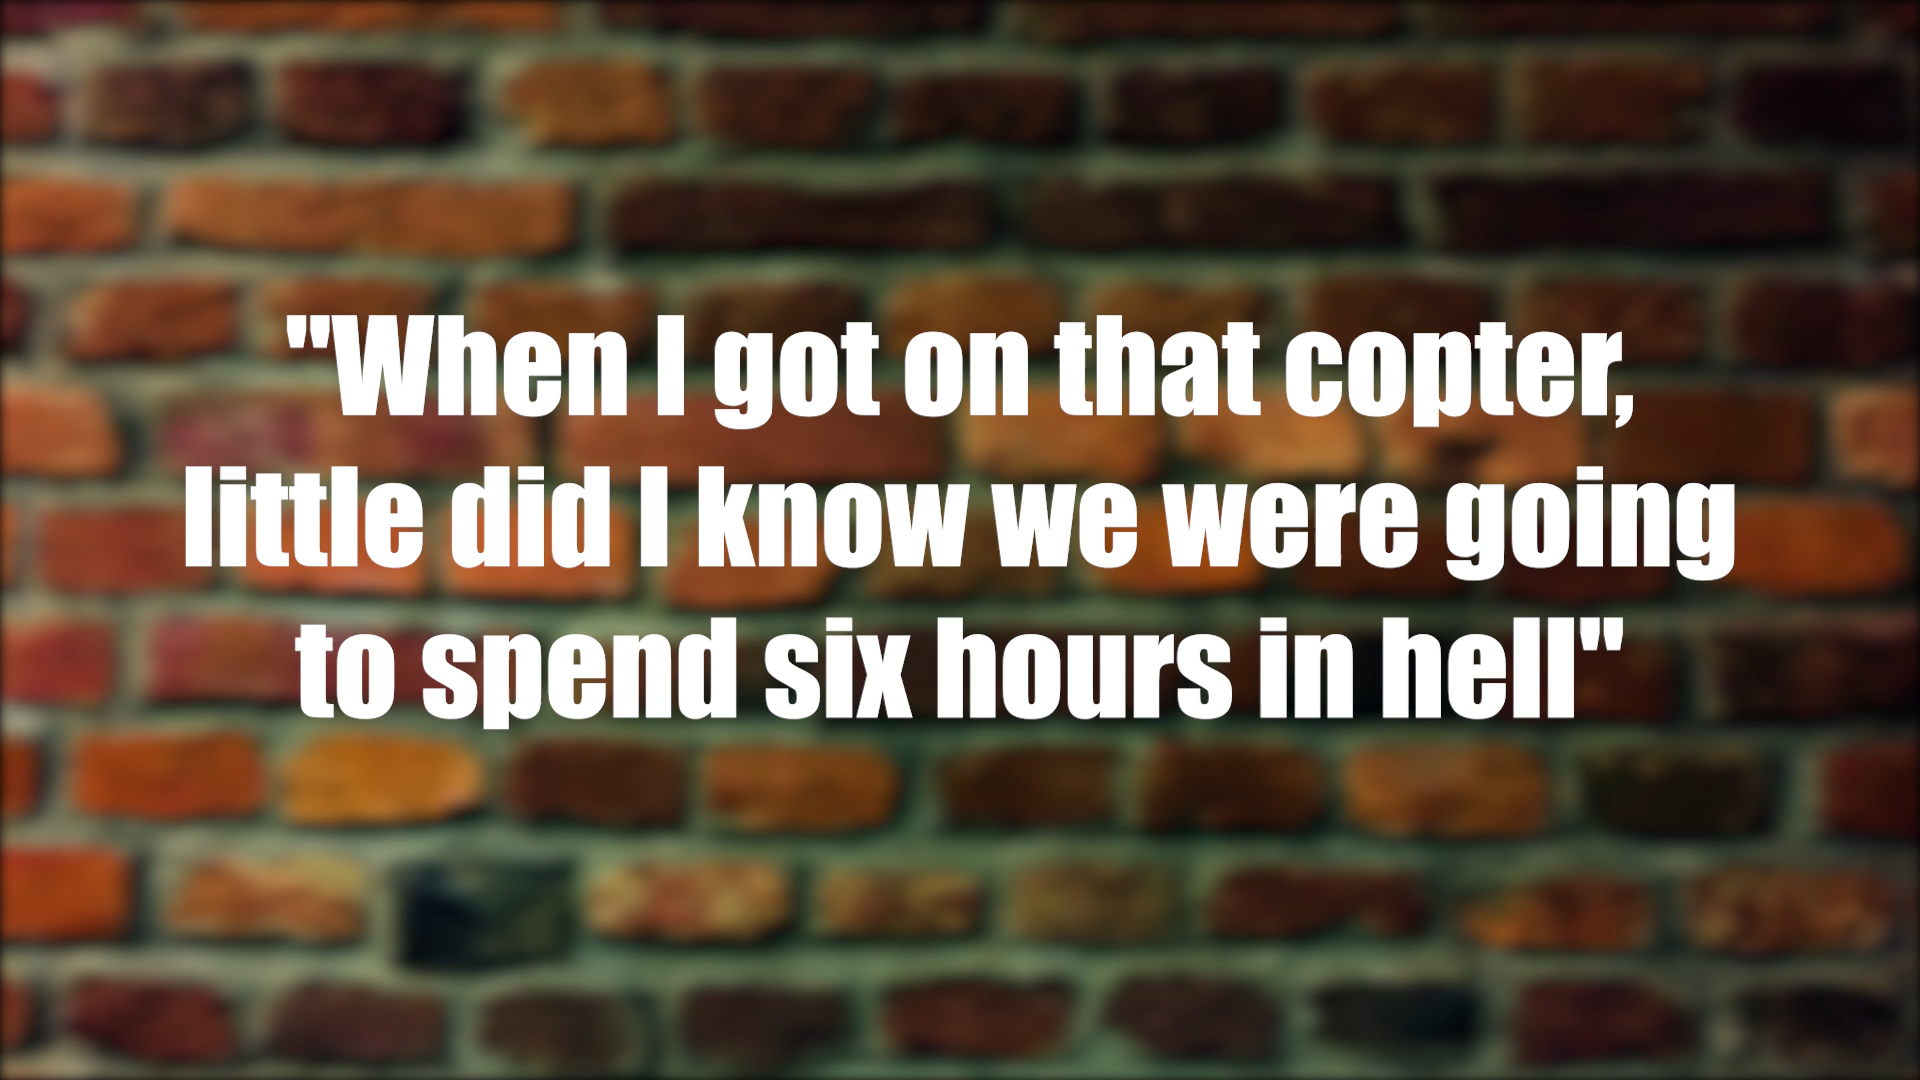 "When I got on that copter,
little did I know we were going
to spend six hours in hell"